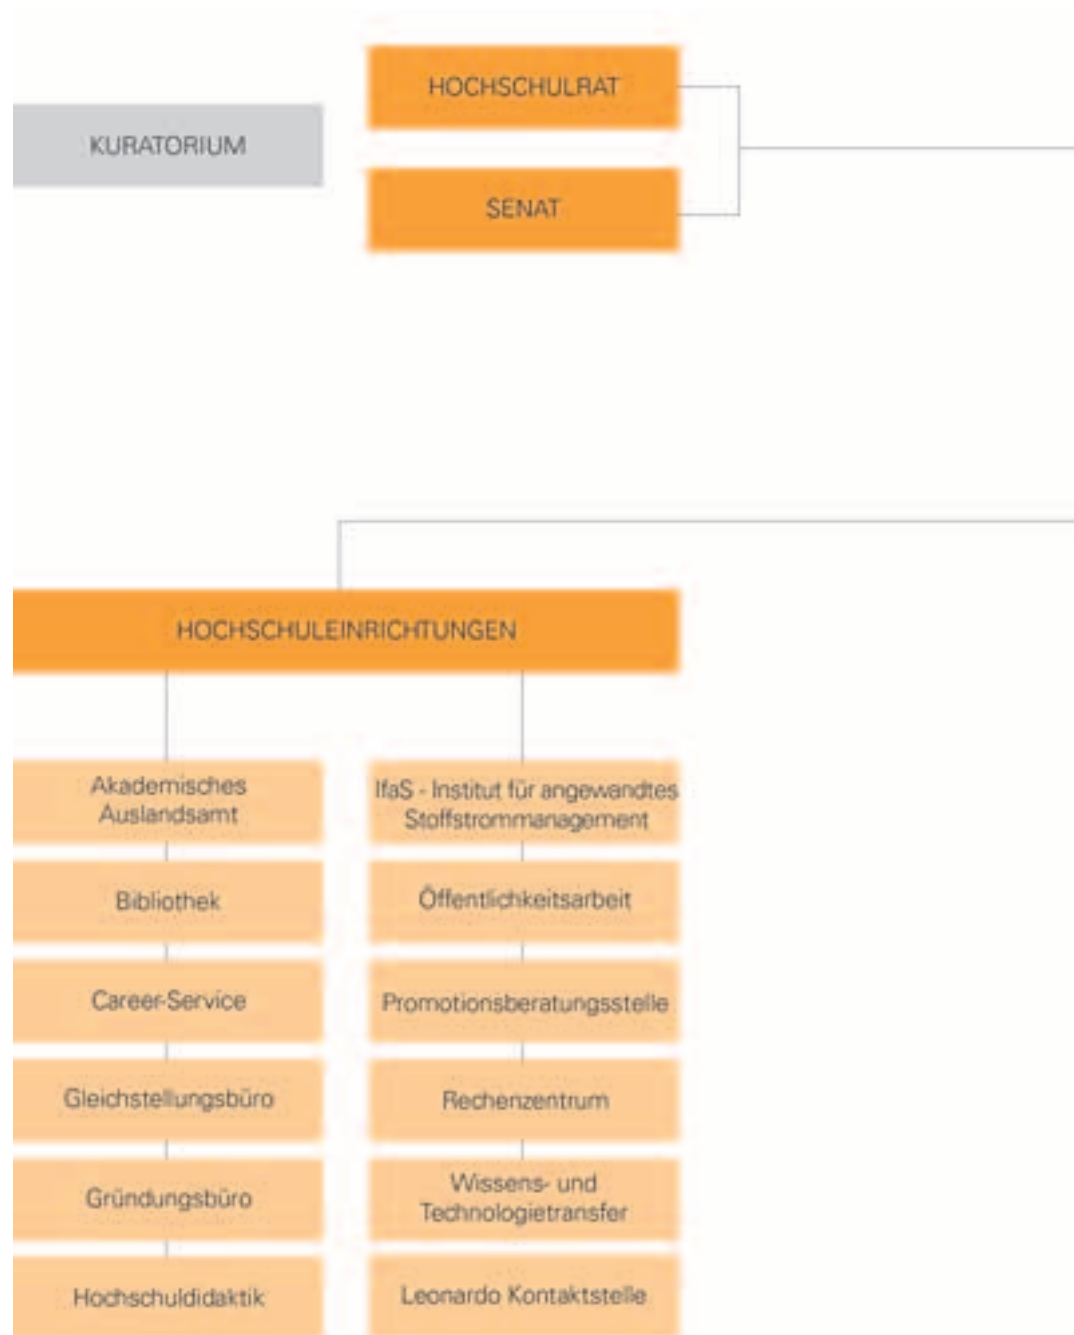 HOCHSCHULRAT
KURATORIUM
SENAT
HOCHSCHULEINRICHTUNGEN
Akademisches
Auslandsamt
Bibliothek
Career-Service
Gleichstellungsbüro
Gründungsbüro
Hochschuldidaktik
IfaS - Institut für angewandtes
Stoffstrommanagement
Öffentlichkeitsarbeit
Promotionsberatungsstelle
Rechenzentrum
Wissens- und
Technologietransfer
Leonardo Kontaktstelle